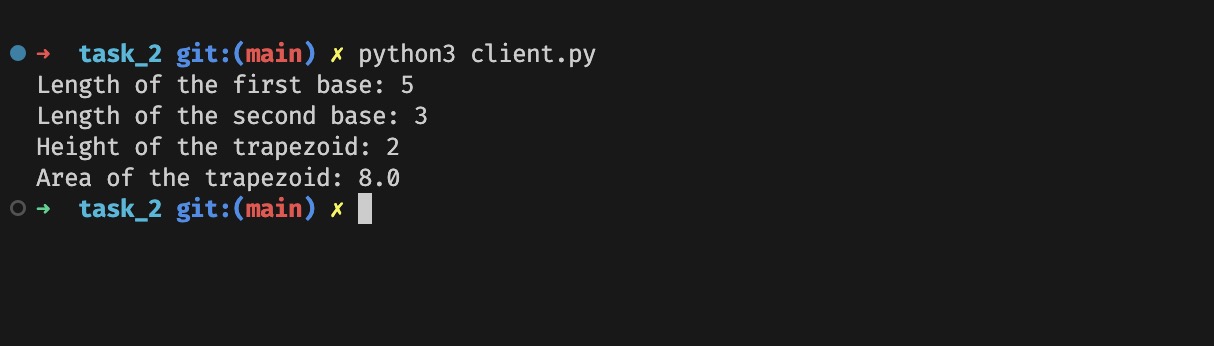 ➜ task_2 git:(main) ✗ python3 client.py
Length of the first base: 5
Length of the second base: 3
Height of the trapezoid: 2
Area of the trapezoid: 8.0
➜ task_2 git:(main) ✗